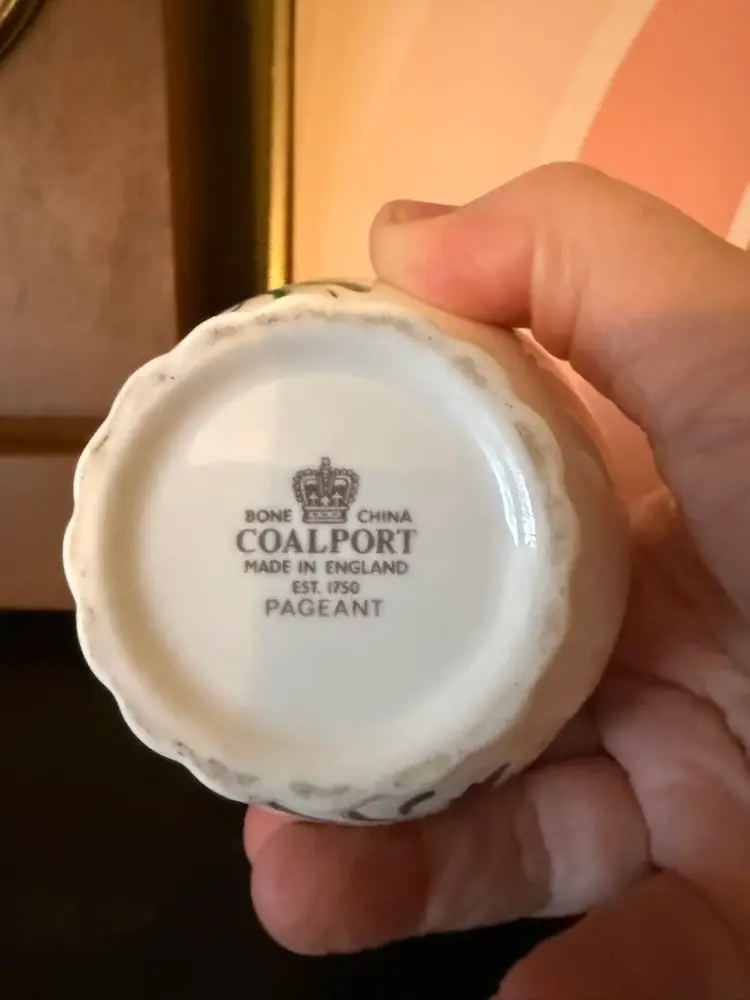 BONE CHINA
COALPORT
MADE IN ENGLAND
EST. 1750
PAGEANT